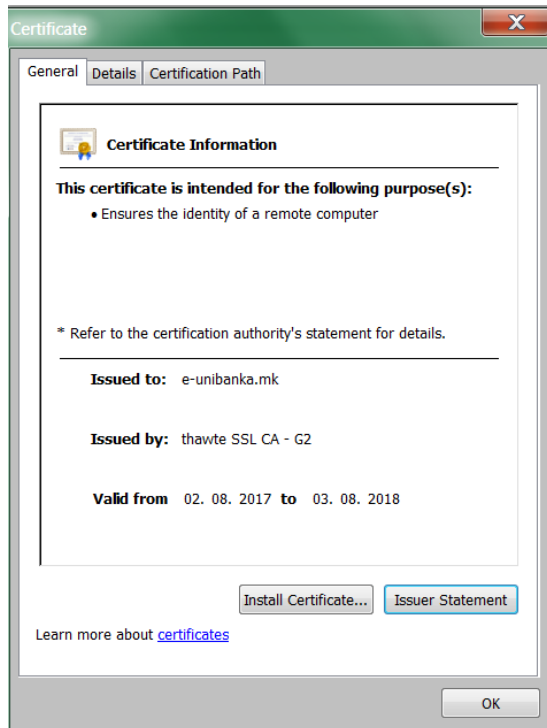 Certificate
X
General Details Certification Path
Certificate Information
This certificate is intended for the following purpose(s):
• Ensures the identity of a remote computer
* Refer to the certification authority's statement for details.
Issued to: e-unibanka.mk
Issued by: thawte SSL CA - G2
Valid from 02. 08. 2017 to 03. 08. 2018
Install Certificate... Issuer Statement
Learn more about certificates
OK